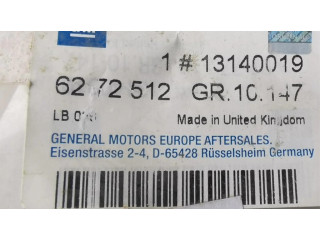 1 # 13140019
62 72 512 GR.10.147
LB
Made in United Kingdom
GENERAL MOTORS EUROPE AFTERSALES.
Eisenstrasse 2-4, D-65428 Rüsselsheim Germany